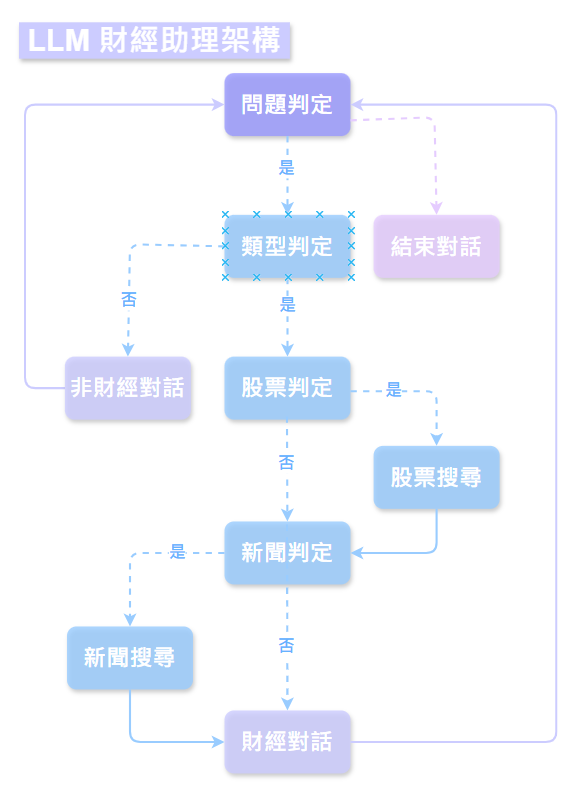 LLM 財經助理架構
問題判定
是
類型判定
結束對話
否
是
非財經對話
股票判定
是
否
股票搜尋
新聞判定
是
新聞搜尋
否
財經對話